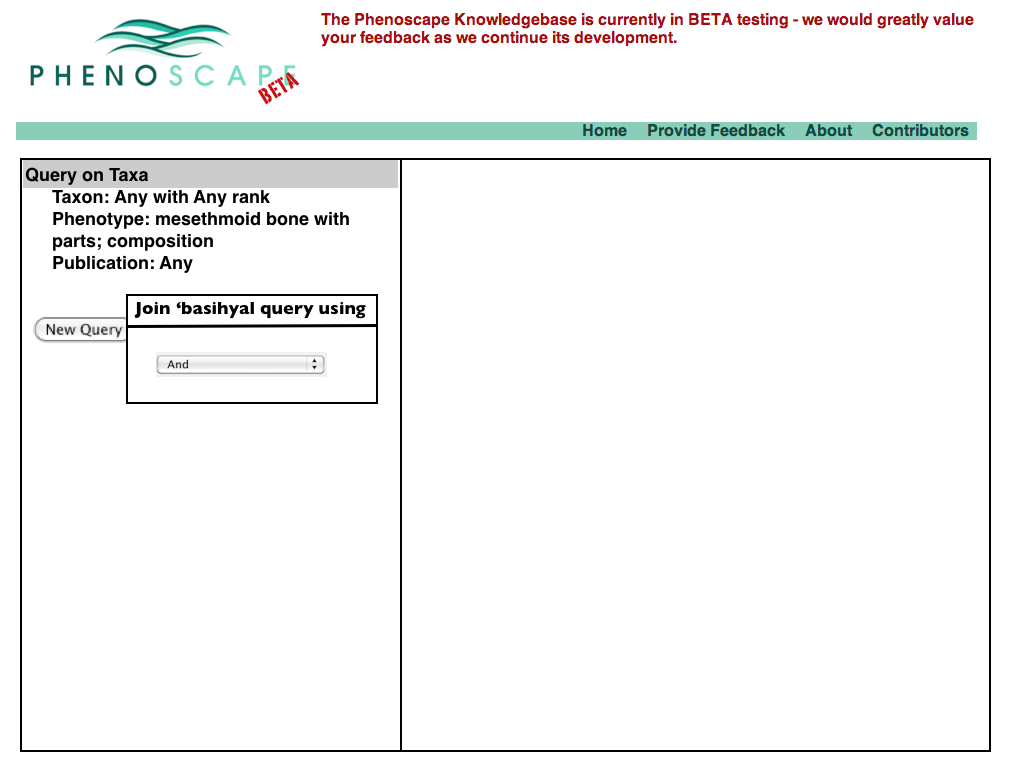 The Phenoscape Knowledgebase is currently in BETA testing - we would greatly value
your feedback as we continue its development.
PHENOSCAPE
BETA
Home Provide Feedback About Contributors
Query on Taxa
Taxon: Any with Any rank
Phenotype: mesethmoid bone with
parts; composition
Publication: Any
Join ‘basihyal query using
New Query
And